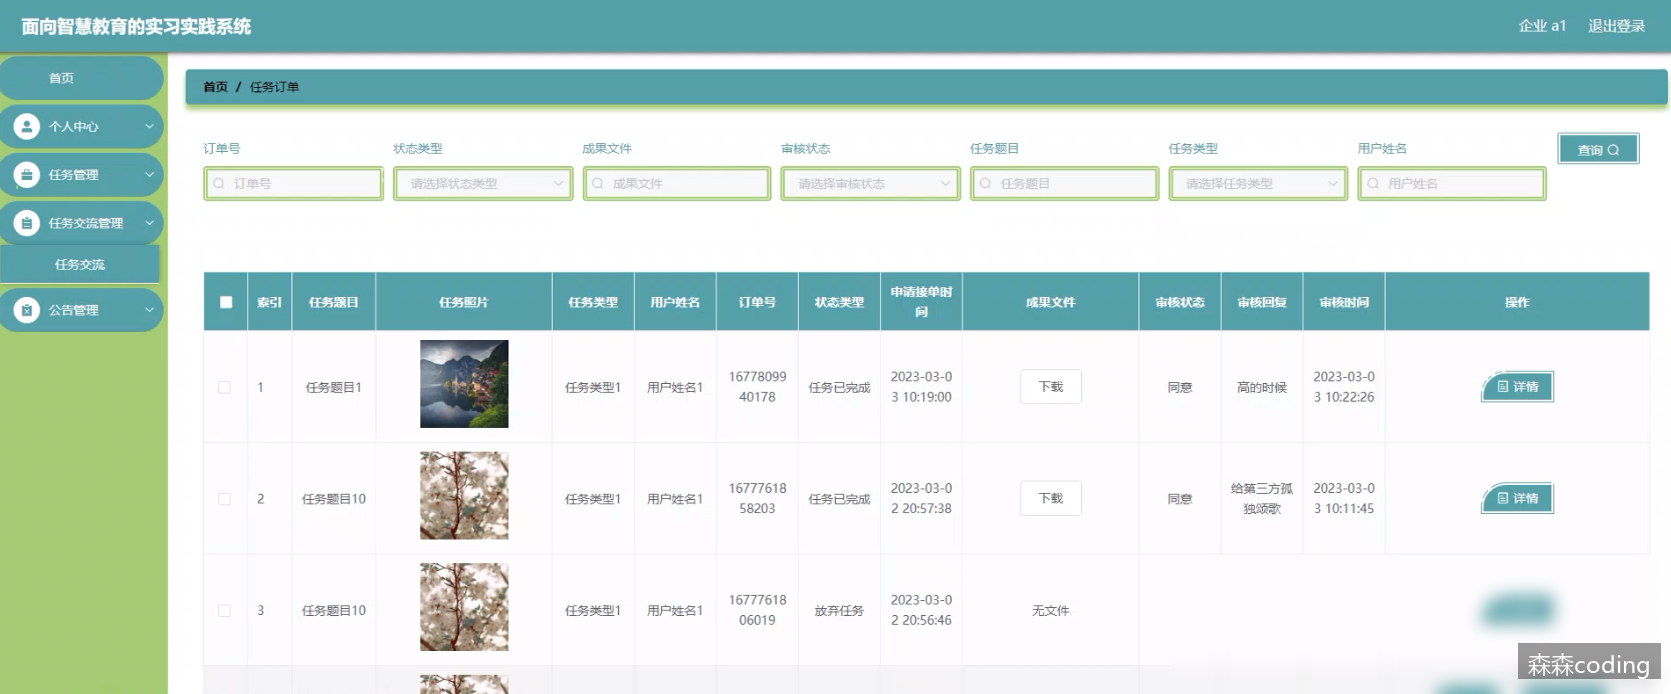 面向智慧教育的实习实践系统
企业 a1 退出登录
首页
个人中心
任务管理
任务交流管理
任务交流
公告管理
首页 / 任务订单
订单号 状态类型 成果文件 审核状态 任务题目 任务类型 用户姓名
查询
订单号 请选择状态类型 成果文件 请选择审核状态 任务题目 请选择任务类型 用户姓名
索引 任务题目 任务照片 任务类型 用户姓名 订单号 状态类型 申请接单时间 成果文件 审核状态 审核回复 审核时间 操作
1 任务题目1 任务类型1 用户姓名1 1677809940178 任务已完成 2023-03-03 10:19:00 下载 同意 高的时候 2023-03-03 10:22:26 详情
2 任务题目10 任务类型1 用户姓名1 1677761858203 任务已完成 2023-03-02 20:57:38 下载 同意 给第三方孤独颂歌 2023-03-03 10:11:45 详情
3 任务题目10 任务类型1 用户姓名1 1677761806019 放弃任务 2023-03-02 20:56:46 无文件
森森coding